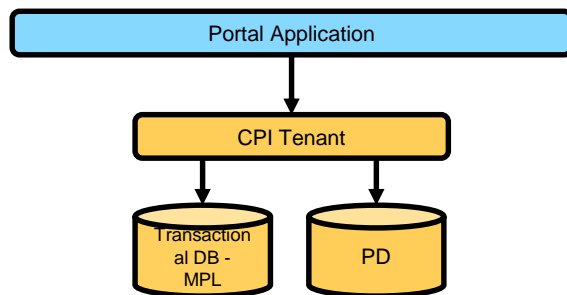 Portal Application
CPI Tenant
Transaction
al DB -
MPL
PD